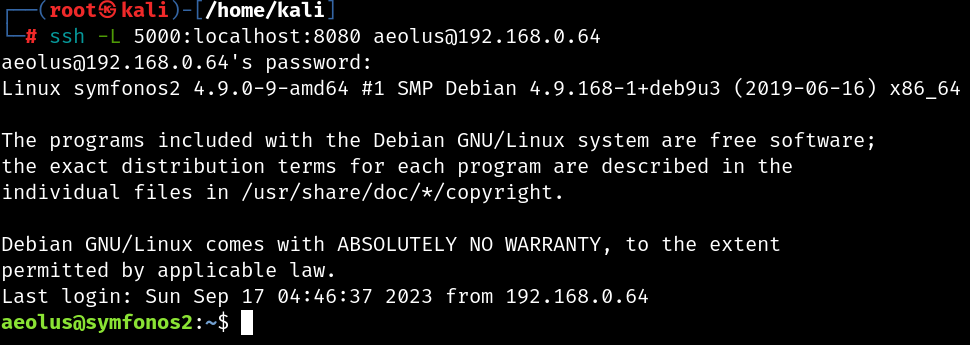 ┌──(root㉿kali)-[/home/kali]
└─# ssh -L 5000:localhost:8080 aeolus@192.168.0.64
aeolus@192.168.0.64's password:
Linux symfonos2 4.9.0-9-amd64 #1 SMP Debian 4.9.168-1+deb9u3 (2019-06-16) x86_64
The programs included with the Debian GNU/Linux system are free software;
the exact distribution terms for each program are described in the
individual files in /usr/share/doc/*/copyright.
Debian GNU/Linux comes with ABSOLUTELY NO WARRANTY, to the extent
permitted by applicable law.
Last login: Sun Sep 17 04:46:37 2023 from 192.168.0.64
aeolus@symfonos2:~$